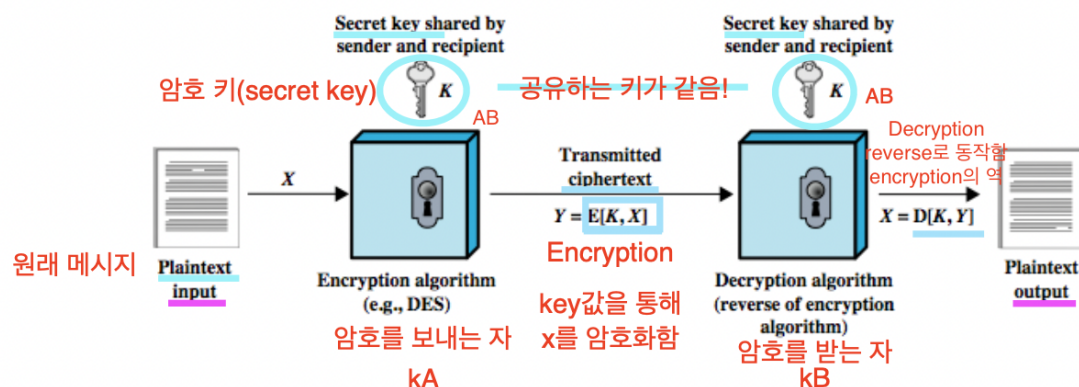 Secret key shared by
sender and recipient
Secret key shared by
sender and recipient
암호 키(secret key)
K
공유하는 키가 같음!
K
AB
AB
Decryption
reverse로 동작함
encryption의 역
Transmitted
ciphertext
X
Y = E[K, X]
X = D[K, Y]
Encryption
원래 메시지
Plaintext
input
Encryption algorithm
(e.g., DES)
key값을 통해
x를 암호화함
Decryption algorithm
(reverse of encryption
algorithm)
Plaintext
output
암호를 보내는 자
kA
암호를 받는 자
kB